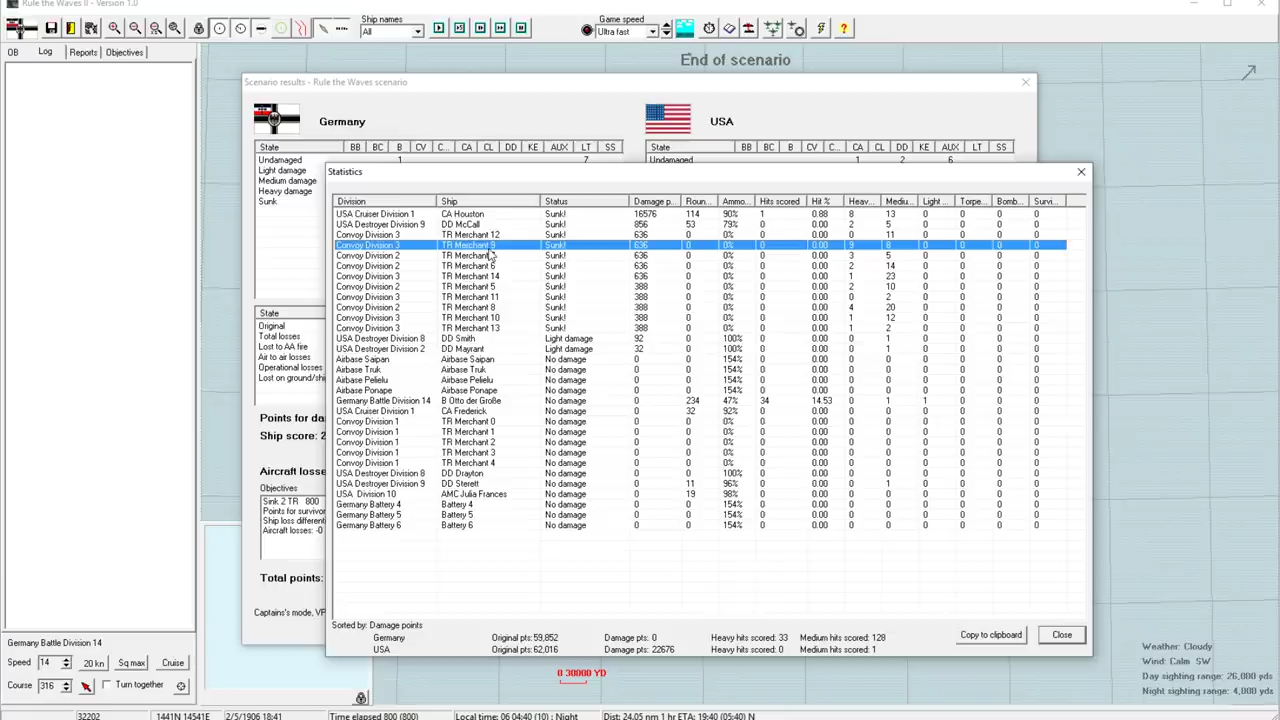 Rule the Waves II - Version 1.0
Ship names
All
Game speed
Ultra fast
OB Log Reports Objectives
End of scenario
Scenario results - Rule the Waves scenario
Germany
USA
State BB BC B CV C... CA CL DD KE AUX LT SS
State BB BC B CV C... CA CL DD KE AUX LT SS
Undamaged 1 7
Undamaged 1 2 6
Light damage
Medium damage
Heavy damage
Sunk
State
Original
Total losses
Lost to AA fire
Air to air losses
Operational losses
Lost on ground/shi
Points for da
Ship score: 2
Aircraft losse
Objectives
Sink 2 TR 800
Points for survivor
Ship loss different
Aircraft losses: -0
Total points:
Captains's mode, VP
Statistics
Division Ship Status Damage p... Roun... Ammo... Hits scored Hit % Heav... Mediu... Light ... Torpe... Bomb... Survi...
USA Cruiser Division 1 CA Houston Sunk! 16576 114 90% 1 0.88 8 13 0 0 0 0
USA Destroyer Division 9 DD McCall Sunk! 856 53 79% 0 0.00 2 5 0 0 0 0
Convoy Division 3 TR Merchant 12 Sunk! 636 0 0% 0 0.00 0 11 0 0 0 0
Convoy Division 3 TR Merchant 9 Sunk! 636 0 0% 0 0.00 9 8 0 0 0 0
Convoy Division 2 TR Merchant Sunk! 636 0 0% 0 0.00 3 5 0 0 0 0
Convoy Division 2 TR Merchant 6 Sunk! 636 0 0% 0 0.00 2 14 0 0 0 0
Convoy Division 3 TR Merchant 14 Sunk! 636 0 0% 0 0.00 1 23 0 0 0 0
Convoy Division 2 TR Merchant 5 Sunk! 388 0 0% 0 0.00 2 10 0 0 0 0
Convoy Division 3 TR Merchant 11 Sunk! 388 0 0% 0 0.00 0 2 0 0 0 0
Convoy Division 2 TR Merchant 8 Sunk! 388 0 0% 0 0.00 4 20 0 0 0 0
Convoy Division 3 TR Merchant 10 Sunk! 388 0 0% 0 0.00 1 12 0 0 0 0
Convoy Division 3 TR Merchant 13 Sunk! 388 0 0% 0 0.00 1 2 0 0 0 0
USA Destroyer Division 8 DD Smith Light damage 92 0 100% 0 0.00 0 1 0 0 0 0
USA Destroyer Division 2 DD Mayrant Light damage 32 0 100% 0 0.00 0 1 0 0 0 0
Airbase Saipan Airbase Saipan No damage 0 0 154% 0 0.00 0 0 0 0 0 0
Airbase Truk Airbase Truk No damage 0 0 154% 0 0.00 0 0 0 0 0 0
Airbase Pelielu Airbase Pelielu No damage 0 0 154% 0 0.00 0 0 0 0 0 0
Airbase Ponape Airbase Ponape No damage 0 0 154% 0 0.00 0 0 0 0 0 0
Germany Battle Division 14 B Otto der Große No damage 0 234 47% 34 14.53 0 1 1 0 0 0
USA Cruiser Division 1 CA Frederick No damage 0 32 92% 0 0.00 0 0 0 0 0 0
Convoy Division 1 TR Merchant 0 No damage 0 0 0% 0 0.00 0 0 0 0 0 0
Convoy Division 1 TR Merchant 1 No damage 0 0 0% 0 0.00 0 0 0 0 0 0
Convoy Division 1 TR Merchant 2 No damage 0 0 0% 0 0.00 0 0 0 0 0 0
Convoy Division 1 TR Merchant 3 No damage 0 0 0% 0 0.00 0 0 0 0 0 0
Convoy Division 1 TR Merchant 4 No damage 0 0 0% 0 0.00 0 0 0 0 0 0
USA Destroyer Division 8 DD Drayton No damage 0 0 100% 0 0.00 0 0 0 0 0 0
USA Destroyer Division 9 DD Sterett No damage 0 11 96% 0 0.00 0 1 0 0 0 0
USA Division 10 AMC Julia Frances No damage 0 19 98% 0 0.00 0 0 0 0 0 0
Germany Battery 4 Battery 4 No damage 0 0 154% 0 0.00 0 0 0 0 0 0
Germany Battery 5 Battery 5 No damage 0 0 154% 0 0.00 0 0 0 0 0 0
Germany Battery 6 Battery 6 No damage 0 0 154% 0 0.00 0 0 0 0 0 0
Sorted by: Damage points
Germany Original pts: 59,852 Damage pts: 0 Heavy hits scored: 33 Medium hits scored: 128
USA Original pts: 62,016 Damage pts: 22676 Heavy hits scored: 0 Medium hits scored: 1
Copy to clipboard
Close
0 30000 YD
Weather: Cloudy
Wind: Calm SW
Day sighting range: 26,000 yds
Night sighting range: 4,000 yds
Germany Battle Division 14
Speed 14 20 kn Sq max Cruise
Course 316 Turn together
32202 1441N 14541E 2/5/1906 18:41 Time elapsed 800 (800) Local time: 06 04:40 (10) : Night Dist: 24.05 nm 1 hr ETA: 19:40 (05:40) N